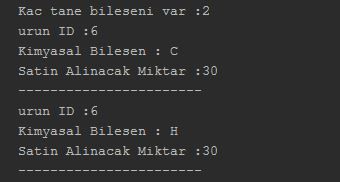 Kac tane bileseni var :2
urun ID :6
Kimyasal Bilesen : C
Satin Alinacak Miktar :30
-----------------------
urun ID :6
Kimyasal Bilesen : H
Satin Alinacak Miktar :30
-----------------------